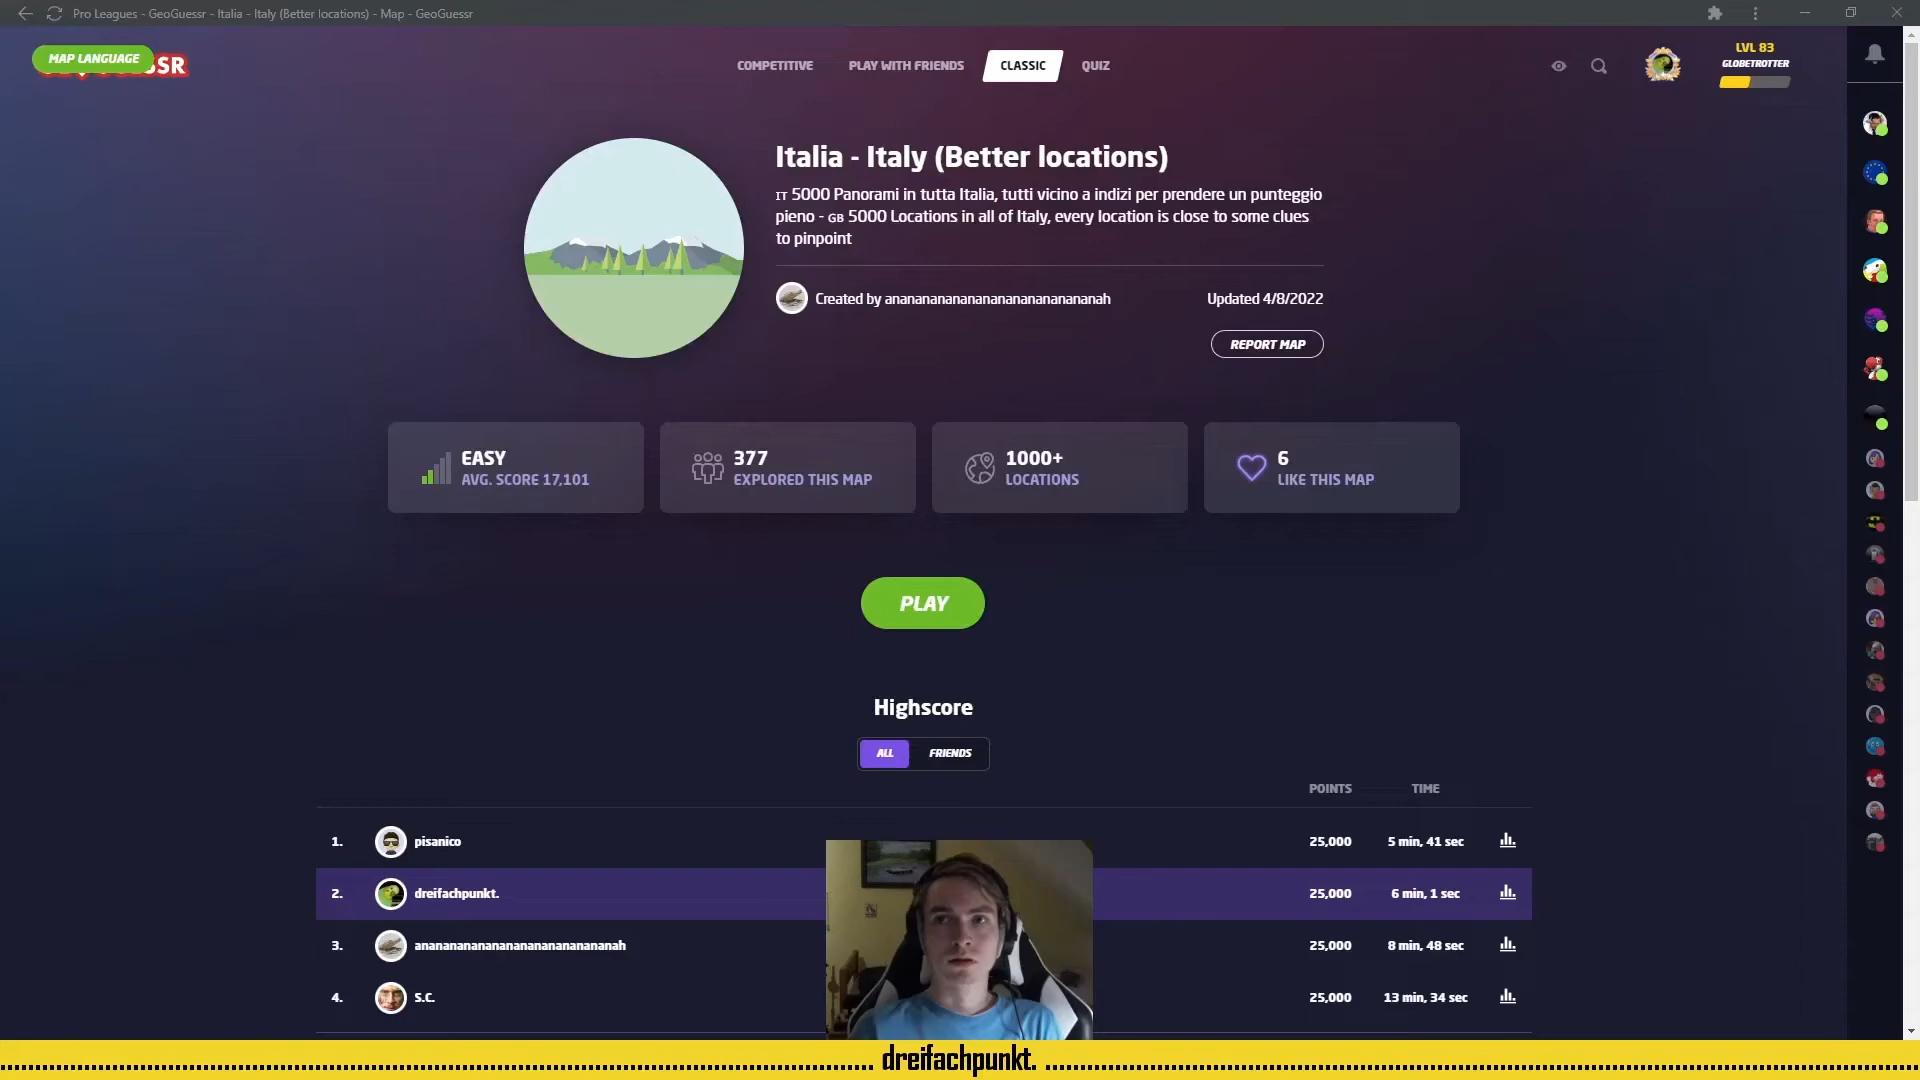 Pro Leagues - GeoGuessr - Italia - Italy (Better locations) - Map - GeoGuessr
MAP LANGUAGE
SSR
COMPETITIVE
PLAY WITH FRIENDS
CLASSIC
QUIZ
LVL 83
GLOBETROTTER
Italia - Italy (Better locations)
IT 5000 Panorami in tutta Italia, tutti vicino a indizi per prendere un punteggio
pieno - GB 5000 Locations in all of Italy, every location is close to some clues
to pinpoint
Updated 4/8/2022
REPORT MAP
EASY
AVG. SCORE 17,101
377
EXPLORED THIS MAP
1000+
LOCATIONS
6
LIKE THIS MAP
PLAY
Highscore
ALL
FRIENDS
POINTS
TIME
1. pisanico 25,000 5 min, 41 sec
2. dreifachpunkt. 25,000 6 min, 1 sec
3. 25,000 8 min, 48 sec
4. S.C. 25,000 13 min, 34 sec
dreifachpunkt.